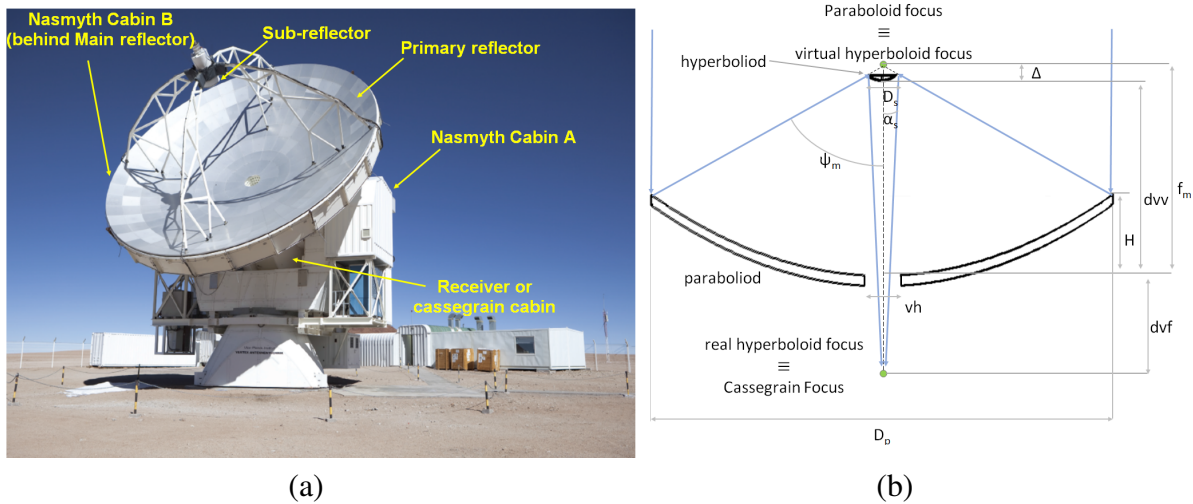 Nasmyth Cabin B
(behind Main reflector)
Sub-reflector
Primary reflector
Nasmyth Cabin A
Receiver or
cassegrain cabin
(a)
Paraboloid focus
≡
virtual hyperboloid focus
hyperboliod
Δ
Dₛ
αₛ
ψₘ
dvv
fₘ
H
paraboliod
vh
dvf
real hyperboloid focus
≡
Cassegrain Focus
Dₚ
(b)